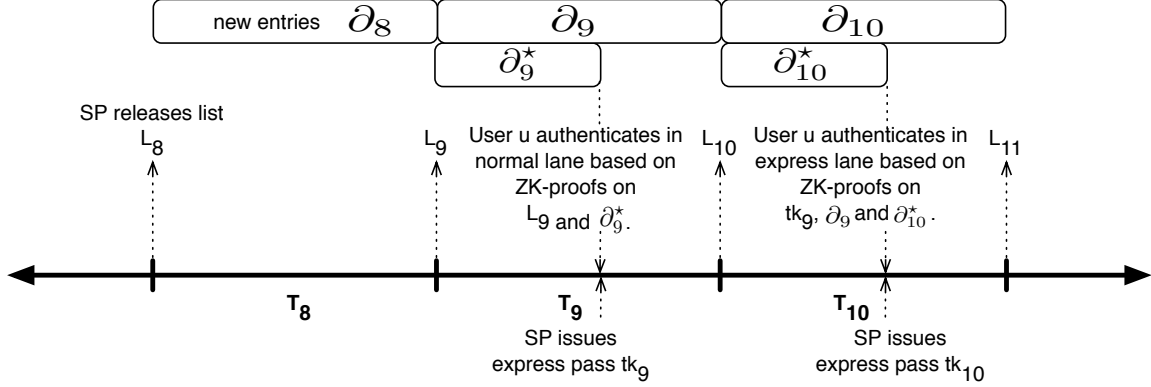 new entries ∂8 ∂9 ∂10
∂9⋆ ∂10⋆
SP releases list
L8 L9 L10 L11
User u authenticates in
normal lane based on
ZK-proofs on
L9 and ∂9⋆.
User u authenticates in
express lane based on
ZK-proofs on
tk9, ∂9 and ∂10⋆.
T8 T9 T10
SP issues
express pass tk9
SP issues
express pass tk10